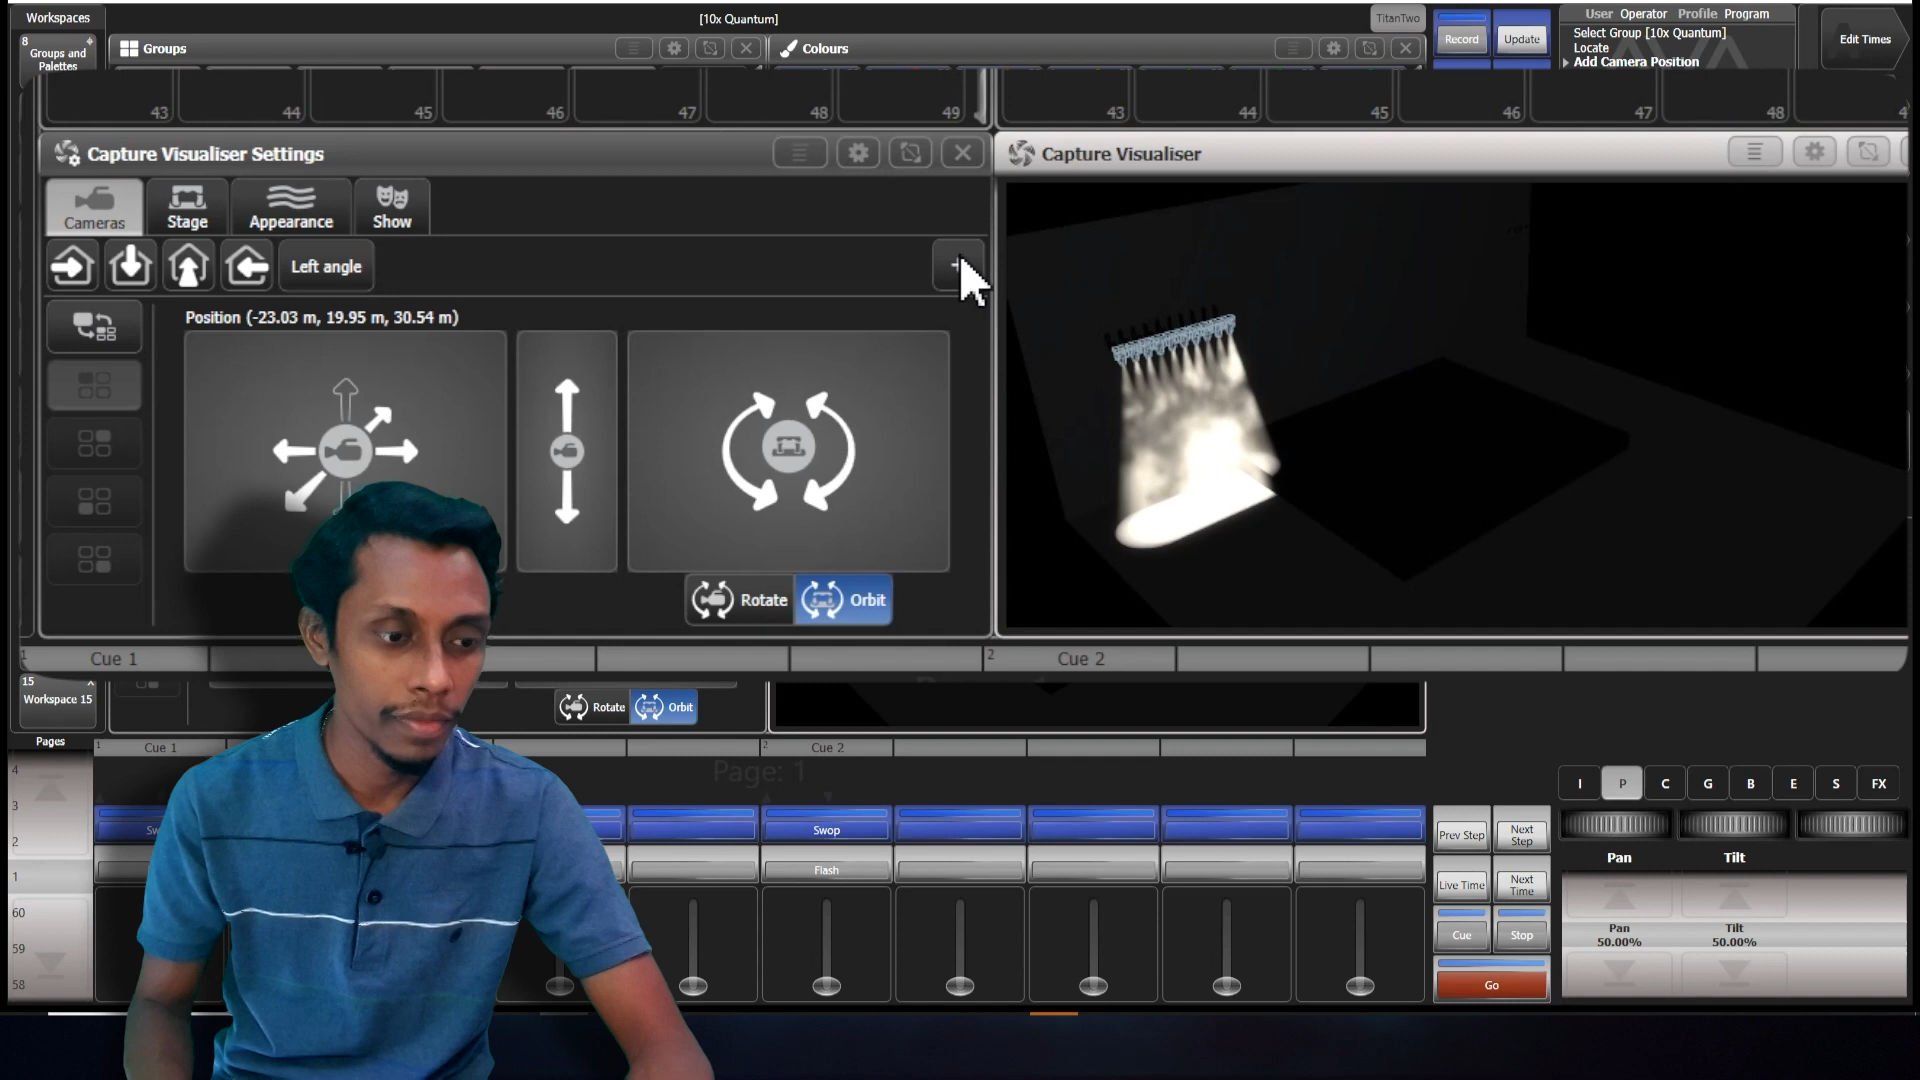 Workspaces
[10x Quantum]
TitanTwo
Record
Update
User Operator Profile Program
Select Group [10x Quantum]
Locate
Add Camera Position
Edit Times
8
Groups and
Palettes
Groups
Colours
43 44 45 46 47 48 49
43 44 45 46 47 48
Capture Visualiser Settings
Capture Visualiser
Cameras
Stage
Appearance
Show
Left angle
Position (-23.03 m, 19.95 m, 30.54 m)
Rotate
Orbit
1 Cue 1
2 Cue 2
15
Workspace 15
Rotate
Orbit
Pages
1 Cue 1
2 Cue 2
Page: 1
4
3
2
1
60
59
58
Swop
Flash
Prev Step
Next
Step
Live Time
Next
Time
Cue
Stop
Go
I P C G B E S FX
Pan
Tilt
Pan
50.00%
Tilt
50.00%